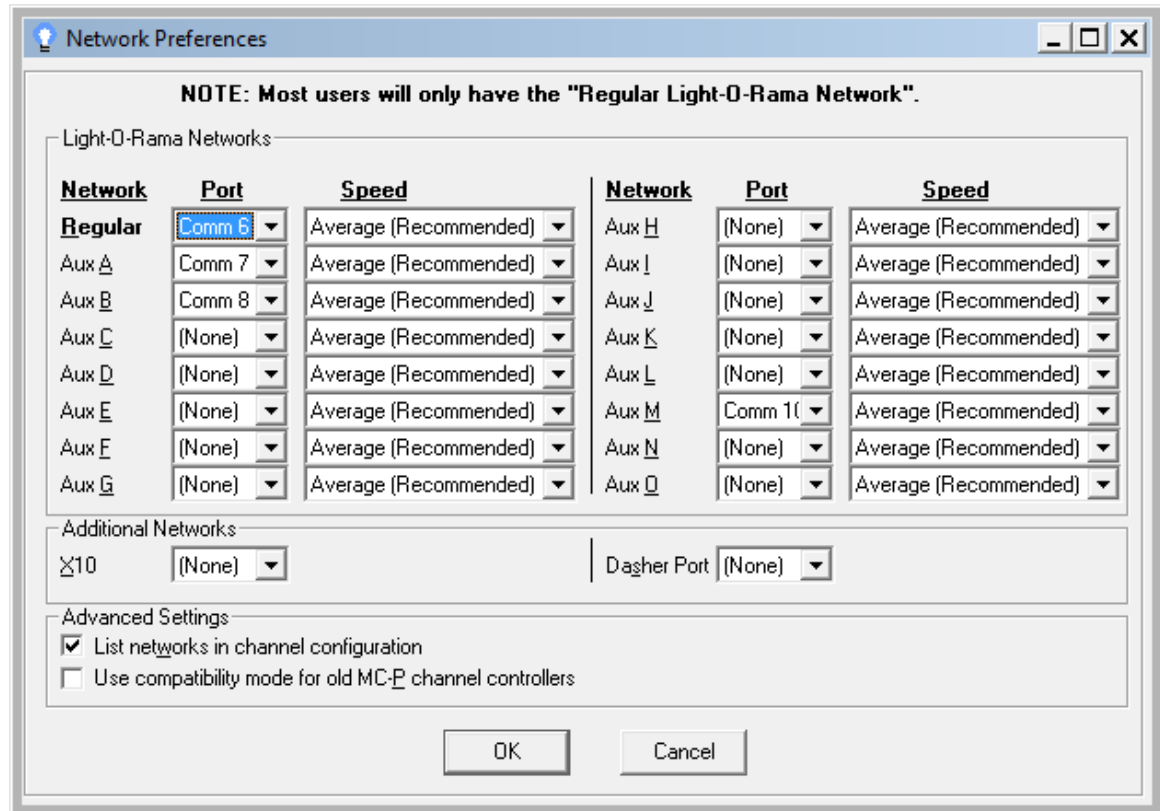 Network Preferences
NOTE: Most users will only have the "Regular Light-O-Rama Network".
Light-O-Rama Networks
Network Port Speed Network Port Speed
Regular Comm 6 Average (Recommended) Aux H (None) Average (Recommended)
Aux A Comm 7 Average (Recommended) Aux I (None) Average (Recommended)
Aux B Comm 8 Average (Recommended) Aux J (None) Average (Recommended)
Aux C (None) Average (Recommended) Aux K (None) Average (Recommended)
Aux D (None) Average (Recommended) Aux L (None) Average (Recommended)
Aux E (None) Average (Recommended) Aux M Comm 10 Average (Recommended)
Aux F (None) Average (Recommended) Aux N (None) Average (Recommended)
Aux G (None) Average (Recommended) Aux O (None) Average (Recommended)
Additional Networks
X10 (None) Dasher Port (None)
Advanced Settings
List networks in channel configuration
Use compatibility mode for old MC-P channel controllers
OK Cancel